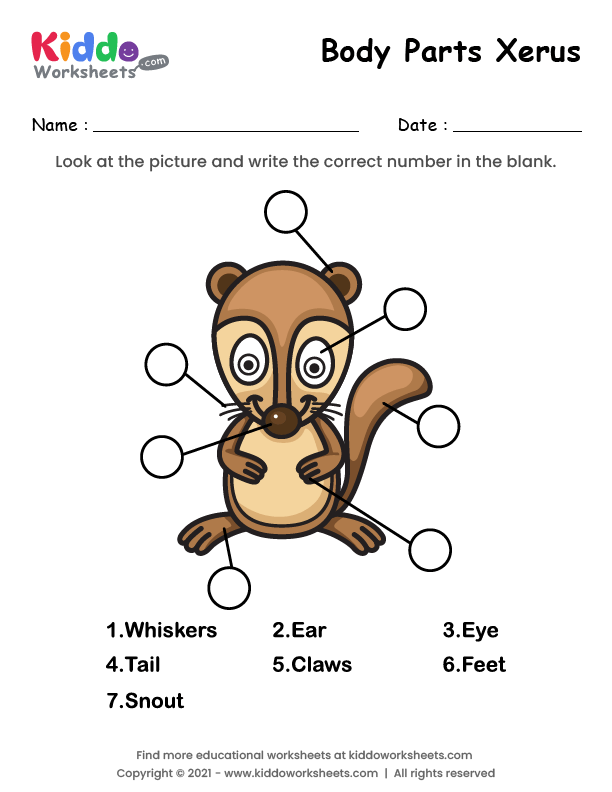 Kiddo
Worksheets.com
Body Parts Xerus
Name :
Date :
Look at the picture and write the correct number in the blank.
1.Whiskers 2.Ear 3.Eye
4.Tail 5.Claws 6.Feet
7.Snout
Find more educational worksheets at kiddoworksheets.com
Copyright © 2021 - www.kiddoworksheets.com | All rights reserved